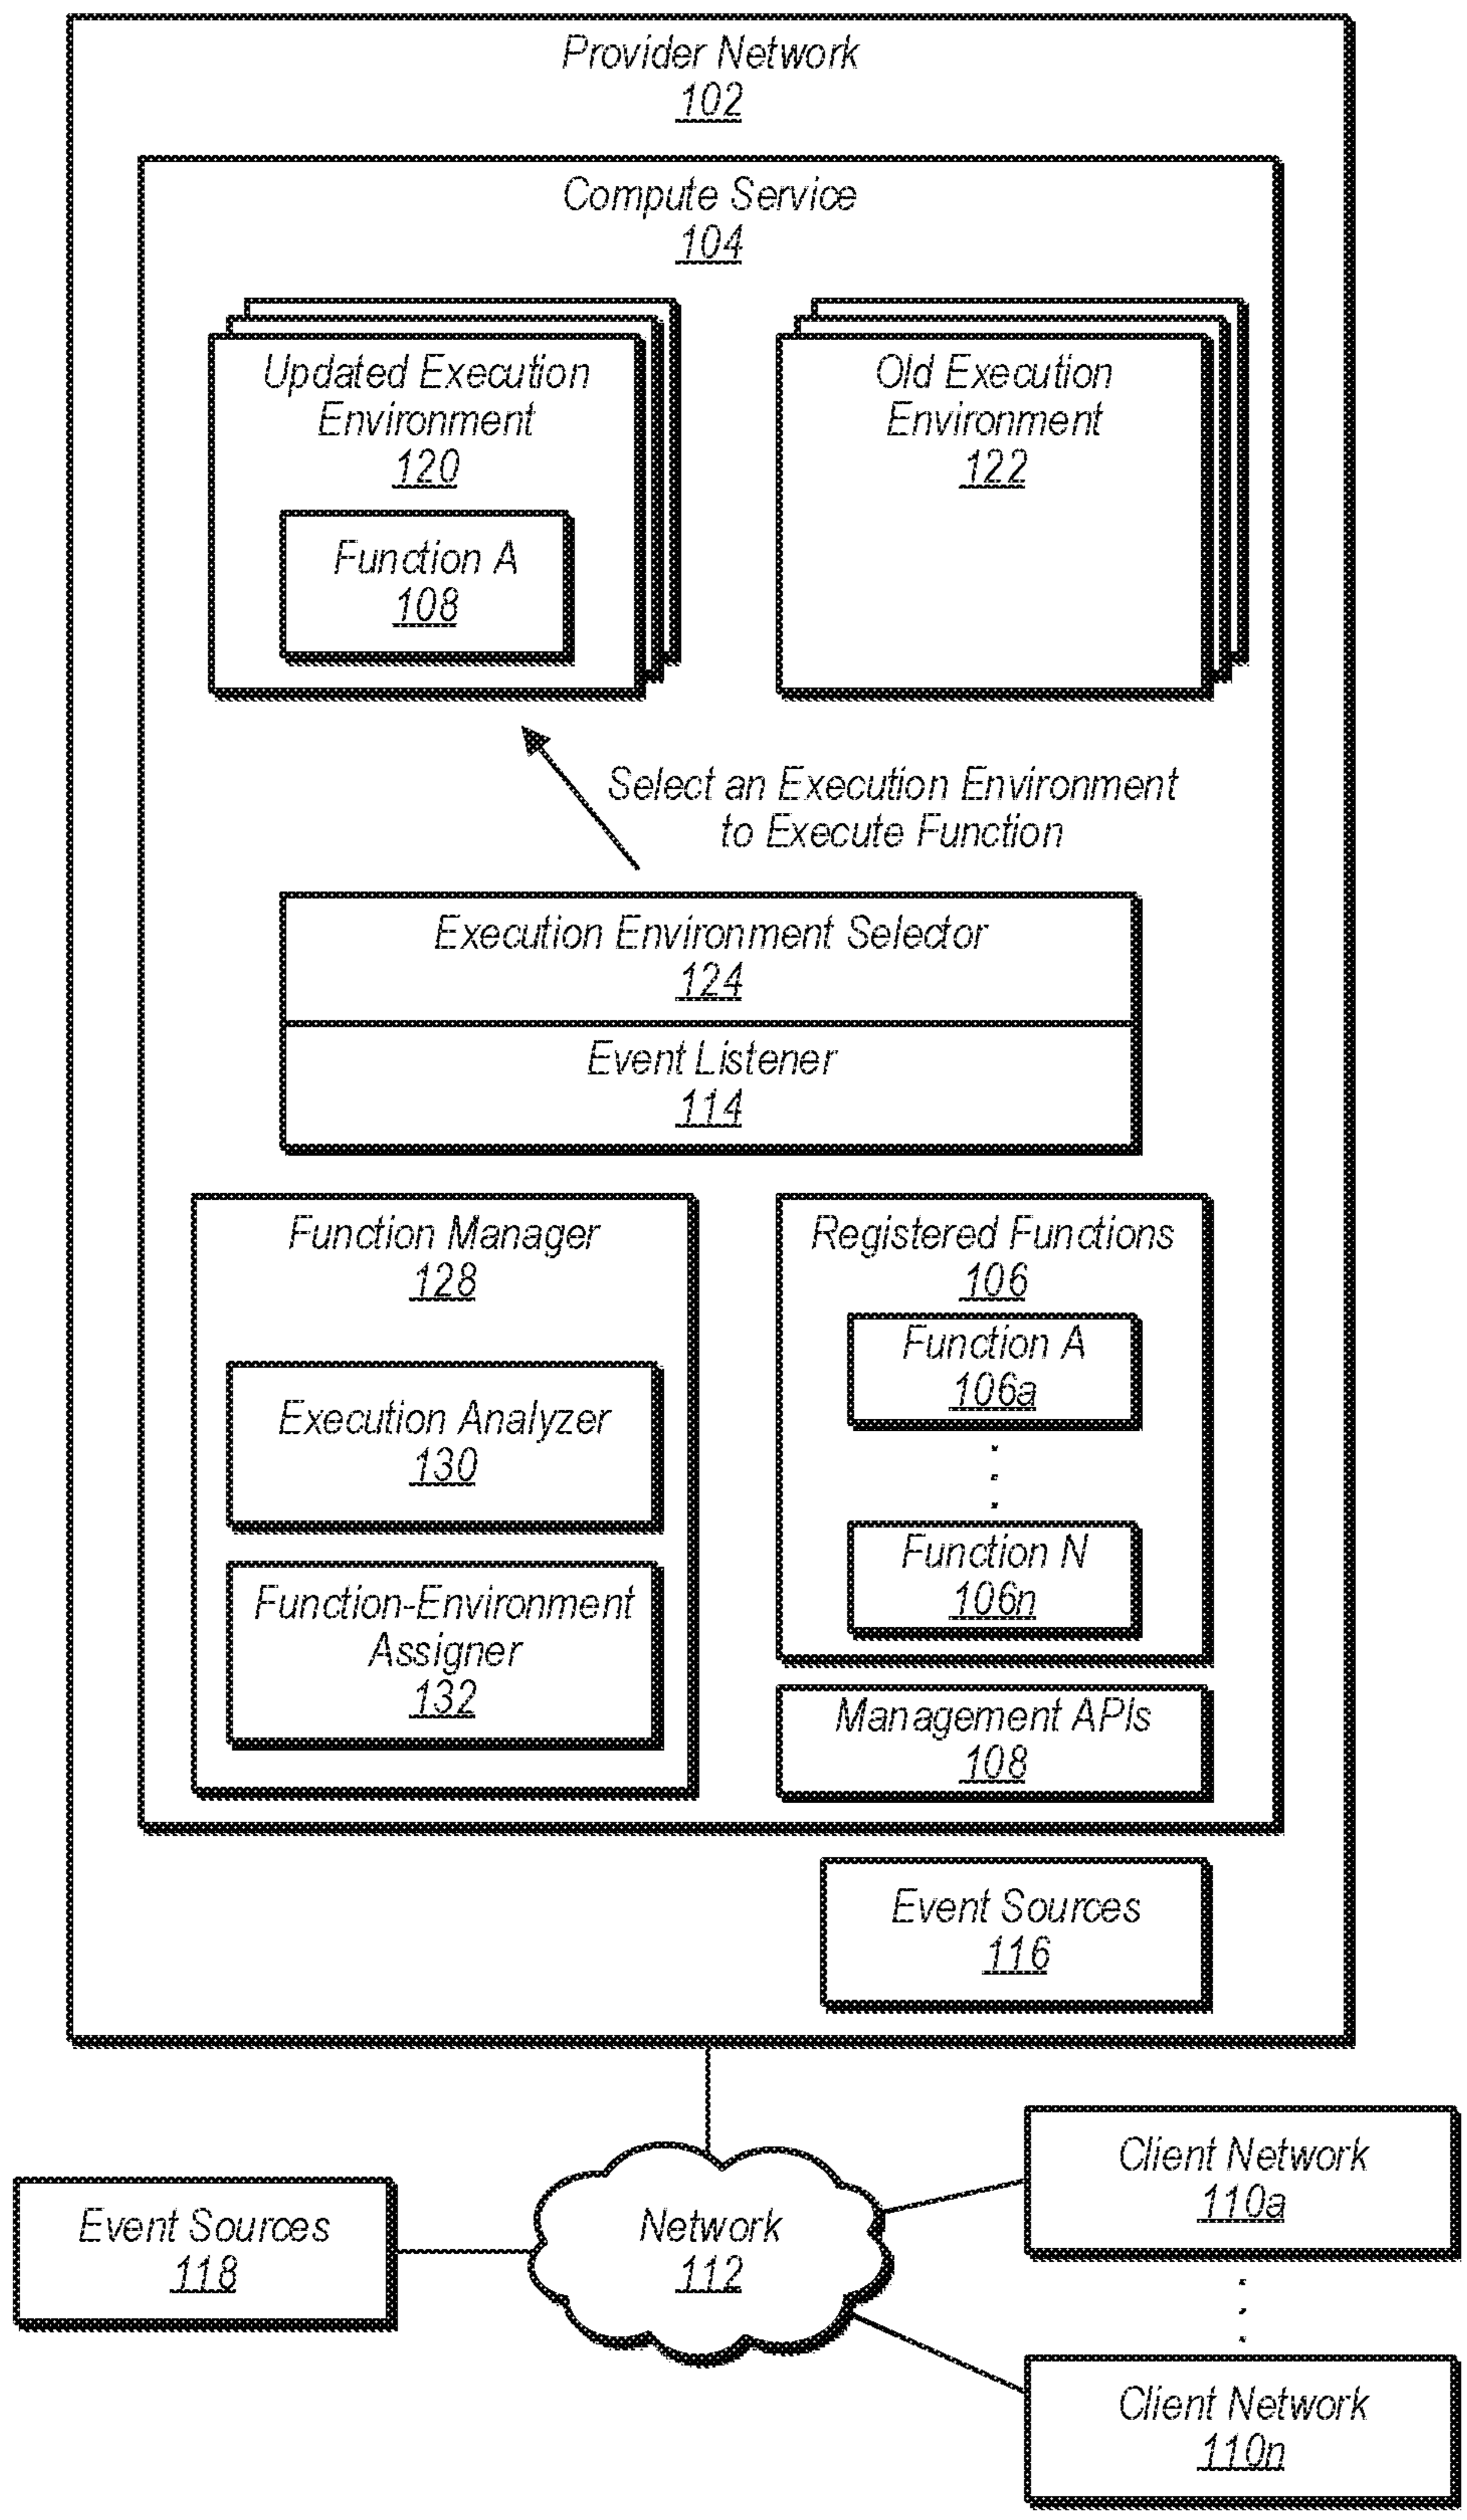 Provider Network
102
Compute Service
104
Updated Execution
Environment
120
Function A
108
Old Execution
Environment
122
Select an Execution Environment
to Execute Function
Execution Environment Selector
124
Event Listener
114
Function Manager
128
Execution Analyzer
130
Function-Environment
Assigner
132
Registered Functions
106
Function A
106a
Function N
106n
Management APIs
108
Event Sources
116
Event Sources
118
Network
112
Client Network
110a
Client Network
110n